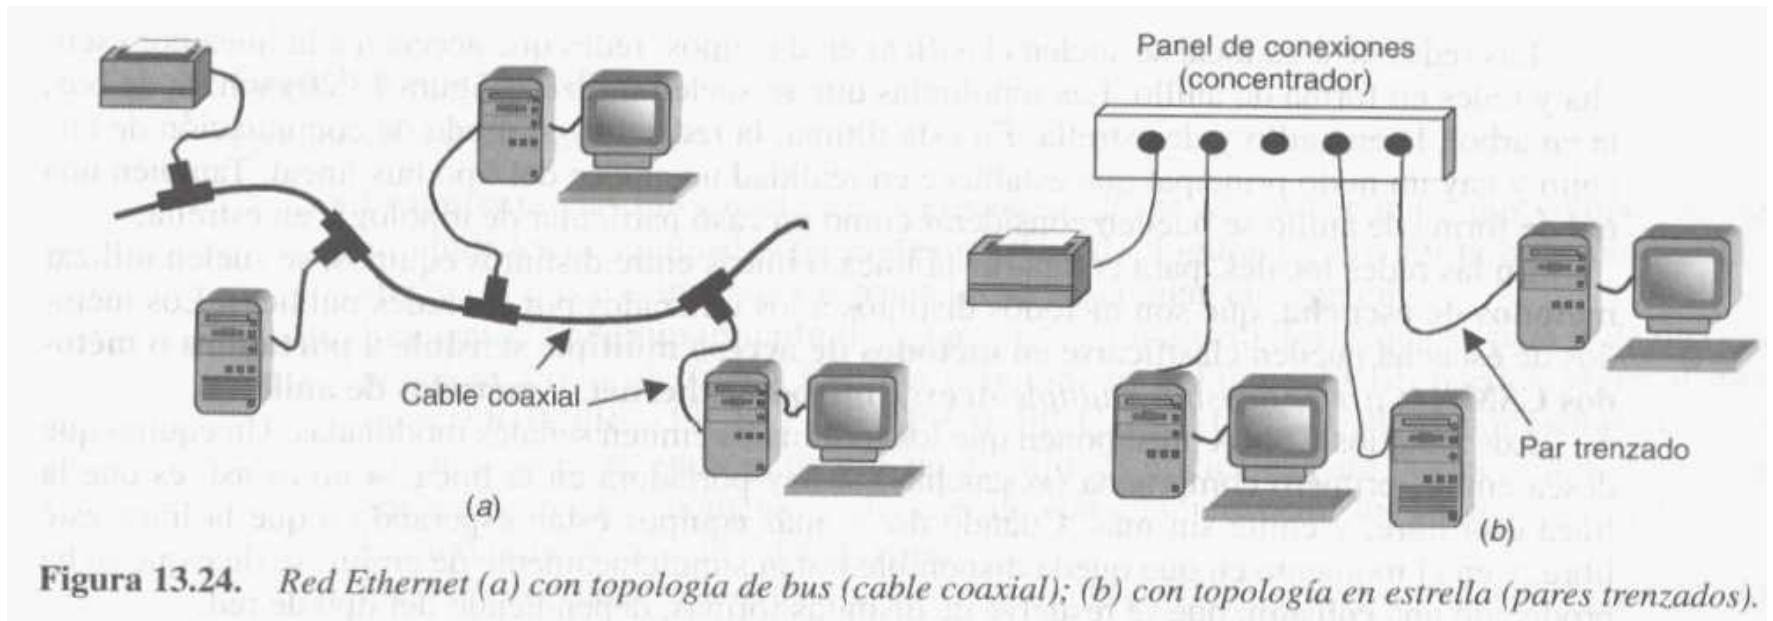 Panel de conexiones
(concentrador)
Cable coaxial
Par trenzado
(a)
(b)
Figura 13.24. Red Ethernet (a) con topología de bus (cable coaxial); (b) con topología en estrella (pares trenzados).